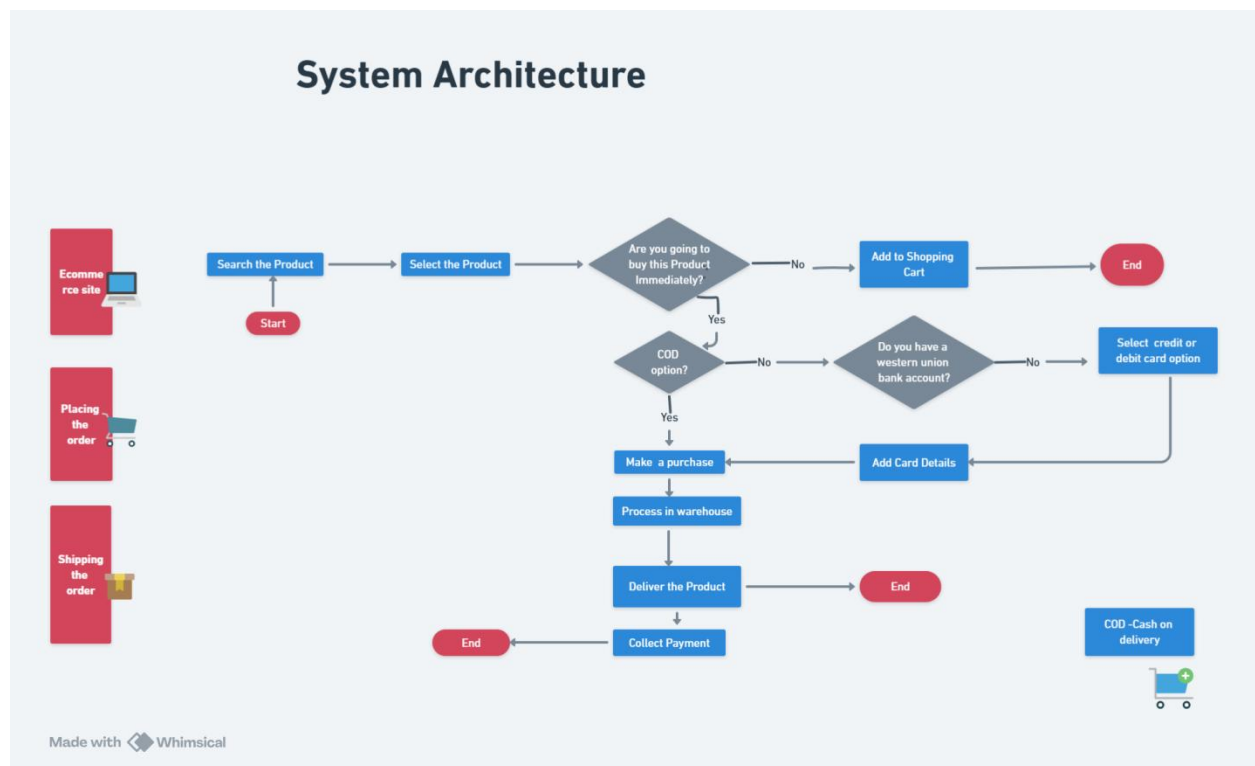 System Architecture
Ecomme
rce site
Search the Product
Select the Product
Are you going to
buy this Product
Immediately?
No
Add to Shopping
Cart
End
Start
Yes
COD
option?
No
Do you have a
western union
bank account?
No
Select credit or
debit card option
Placing
the
order
Yes
Make a purchase
Add Card Details
Process in warehouse
Shipping
the
order
Deliver the Product
End
End
Collect Payment
COD -Cash on
delivery
Made with Whimsical